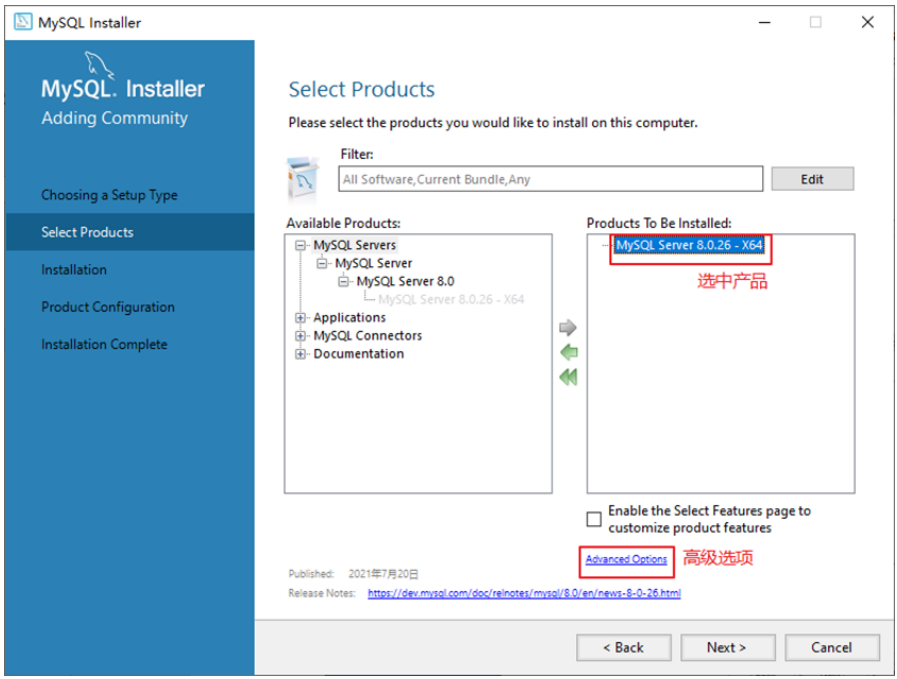 MySQL Installer
MySQL. Installer
Adding Community
Choosing a Setup Type
Select Products
Installation
Product Configuration
Installation Complete
Select Products
Please select the products you would like to install on this computer.
Filter:
All Software,Current Bundle,Any
Edit
Available Products:
MySQL Servers
MySQL Server
MySQL Server 8.0
MySQL Server 8.0.26 - X64
Applications
MySQL Connectors
Documentation
Products To Be Installed:
MySQL Server 8.0.26 - X64
选中产品
Enable the Select Features page to
customize product features
Advanced Options
高级选项
Published: 2021年7月20日
Release Notes: https://dev.mysql.com/doc/relnotes/mysql/8.0/en/news-8-0-26.html
< Back
Next >
Cancel